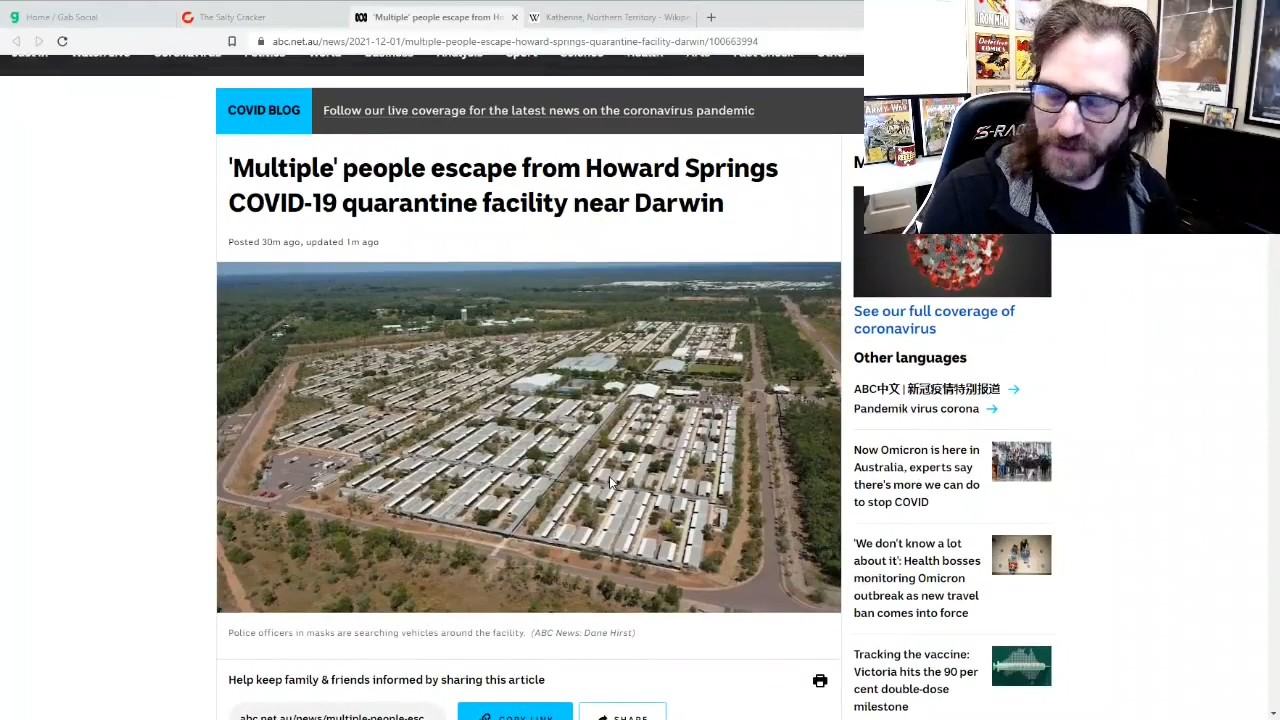 Home / Gab Social
The Salty Cracker
'Multiple' people escape from Ho
Katherine, Northern Territory - Wikipe
abc.net.au/news/2021-12-01/multiple-people-escape-howard-springs-quarantine-facility-darwin/100663994
COVID BLOG
Follow our live coverage for the latest news on the coronavirus pandemic
'Multiple' people escape from Howard Springs
COVID-19 quarantine facility near Darwin
Posted 30m ago, updated 1m ago
Police officers in masks are searching vehicles around the facility. (ABC News: Dane Hirst)
Help keep family & friends informed by sharing this article
abc.net.au/news/multiple-people-esc
COPY LINK
SHARE
M
See our full coverage of
coronavirus
Other languages
ABC中文 | 新冠疫情特别报道
Pandemik virus corona
Now Omicron is here in
Australia, experts say
there's more we can do
to stop COVID
'We don't know a lot
about it': Health bosses
monitoring Omicron
outbreak as new travel
ban comes into force
Tracking the vaccine:
Victoria hits the 90 per
cent double-dose
milestone
IRON MAN
Detective
COMICS
ARMY WAR
S-RAC